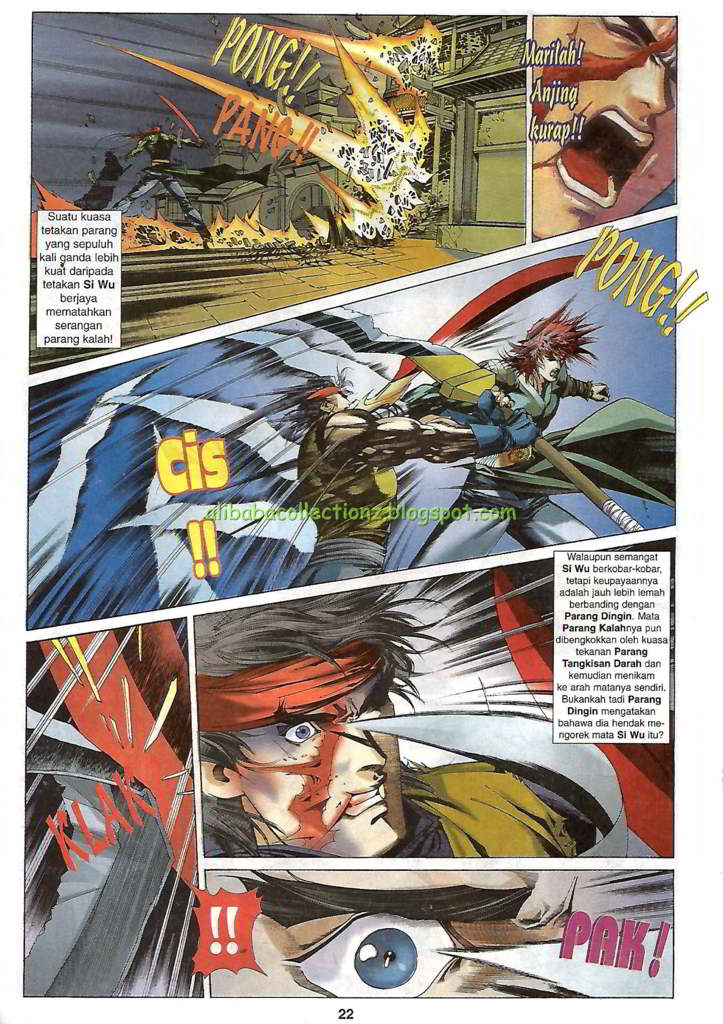 PONG!!
PANG!!
Marilah!
Anjing
kurap!!
Suatu kuasa
tetakan parang
yang sepuluh
kali ganda lebih
kuat daripada
tetakan Si Wu
berjaya
mematahkan
serangan
parang kalah!
PONG!!
Cis
!!
alibabacollectionz.blogspot.com
Walaupun semangat
Si Wu berkobar-kobar,
tetapi keupayaannya
adalah jauh lebih lemah
berbanding dengan
Parang Dingin. Mata
Parang Kalahnya pun
dibengkokkan oleh kuasa
tekanan Parang
Tangkisan Darah dan
kemudian menikam
ke arah matanya sendiri.
Bukankah tadi Parang
Dingin mengatakan
bahawa dia hendak me-
ngorek mata Si Wu itu?
KLAK
!!
PAK!
22